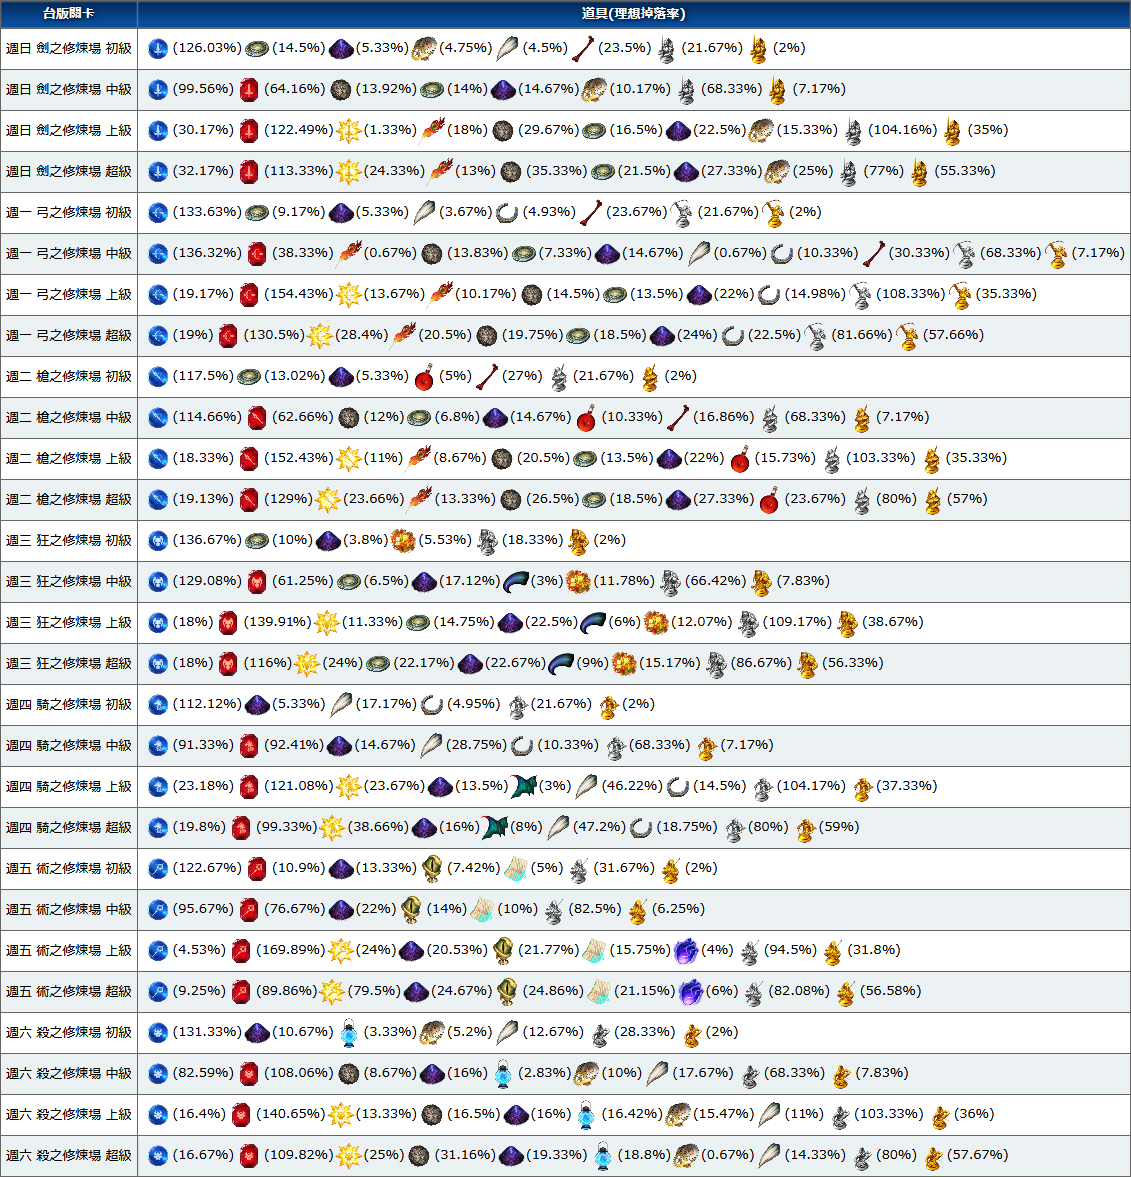 台版關卡 道具(理想掉落率)
週日 劍之修煉場 初級 (126.03%) (14.5%) (5.33%) (4.75%) (4.5%) (23.5%) (21.67%) (2%)
週日 劍之修煉場 中級 (99.56%) (64.16%) (13.92%) (14%) (14.67%) (10.17%) (68.33%) (7.17%)
週日 劍之修煉場 上級 (30.17%) (122.49%) (1.33%) (18%) (29.67%) (16.5%) (22.5%) (15.33%) (104.16%) (35%)
週日 劍之修煉場 超級 (32.17%) (113.33%) (24.33%) (13%) (35.33%) (21.5%) (27.33%) (25%) (77%) (55.33%)
週一 弓之修煉場 初級 (133.63%) (9.17%) (5.33%) (3.67%) (4.93%) (23.67%) (21.67%) (2%)
週一 弓之修煉場 中級 (136.32%) (38.33%) (0.67%) (13.83%) (7.33%) (14.67%) (0.67%) (10.33%) (30.33%) (68.33%) (7.17%)
週一 弓之修煉場 上級 (19.17%) (154.43%) (13.67%) (10.17%) (14.5%) (13.5%) (22%) (14.98%) (108.33%) (35.33%)
週一 弓之修煉場 超級 (19%) (130.5%) (28.4%) (20.5%) (19.75%) (18.5%) (24%) (22.5%) (81.66%) (57.66%)
週二 槍之修煉場 初級 (117.5%) (13.02%) (5.33%) (5%) (27%) (21.67%) (2%)
週二 槍之修煉場 中級 (114.66%) (62.66%) (12%) (6.8%) (14.67%) (10.33%) (16.86%) (68.33%) (7.17%)
週二 槍之修煉場 上級 (18.33%) (152.43%) (11%) (8.67%) (20.5%) (13.5%) (22%) (15.73%) (103.33%) (35.33%)
週二 槍之修煉場 超級 (19.13%) (129%) (23.66%) (13.33%) (26.5%) (18.5%) (27.33%) (23.67%) (80%) (57%)
週三 狂之修煉場 初級 (136.67%) (10%) (3.8%) (5.53%) (18.33%) (2%)
週三 狂之修煉場 中級 (129.08%) (61.25%) (6.5%) (17.12%) (3%) (11.78%) (66.42%) (7.83%)
週三 狂之修煉場 上級 (18%) (139.91%) (11.33%) (14.75%) (22.5%) (6%) (12.07%) (109.17%) (38.67%)
週三 狂之修煉場 超級 (18%) (116%) (24%) (22.17%) (22.67%) (9%) (15.17%) (86.67%) (56.33%)
週四 騎之修煉場 初級 (112.12%) (5.33%) (17.17%) (4.95%) (21.67%) (2%)
週四 騎之修煉場 中級 (91.33%) (92.41%) (14.67%) (28.75%) (10.33%) (68.33%) (7.17%)
週四 騎之修煉場 上級 (23.18%) (121.08%) (23.67%) (13.5%) (3%) (46.22%) (14.5%) (104.17%) (37.33%)
週四 騎之修煉場 超級 (19.8%) (99.33%) (38.66%) (16%) (8%) (47.2%) (18.75%) (80%) (59%)
週五 術之修煉場 初級 (122.67%) (10.9%) (13.33%) (7.42%) (5%) (31.67%) (2%)
週五 術之修煉場 中級 (95.67%) (76.67%) (22%) (14%) (10%) (82.5%) (6.25%)
週五 術之修煉場 上級 (4.53%) (169.89%) (24%) (20.53%) (21.77%) (15.75%) (4%) (94.5%) (31.8%)
週五 術之修煉場 超級 (9.25%) (89.86%) (79.5%) (24.67%) (24.86%) (21.15%) (6%) (82.08%) (56.58%)
週六 殺之修煉場 初級 (131.33%) (10.67%) (3.33%) (5.2%) (12.67%) (28.33%) (2%)
週六 殺之修煉場 中級 (82.59%) (108.06%) (8.67%) (16%) (2.83%) (10%) (17.67%) (68.33%) (7.83%)
週六 殺之修煉場 上級 (16.4%) (140.65%) (13.33%) (16.5%) (16%) (16.42%) (15.47%) (11%) (103.33%) (36%)
週六 殺之修煉場 超級 (16.67%) (109.82%) (25%) (31.16%) (19.33%) (18.8%) (0.67%) (14.33%) (80%) (57.67%)